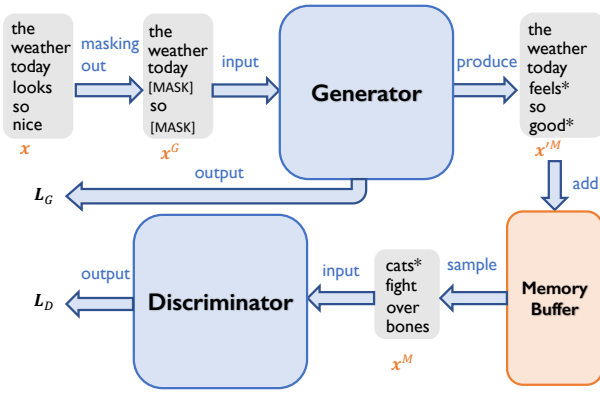 the
weather
today
looks
so
nice
x
masking
out
the
weather
today
[MASK]
so
[MASK]
x^G
input
Generator
produce
the
weather
today
feels*
so
good*
x'^M
add
output
L_G
Memory
Buffer
sample
cats*
fight
over
bones
x^M
input
Discriminator
output
L_D